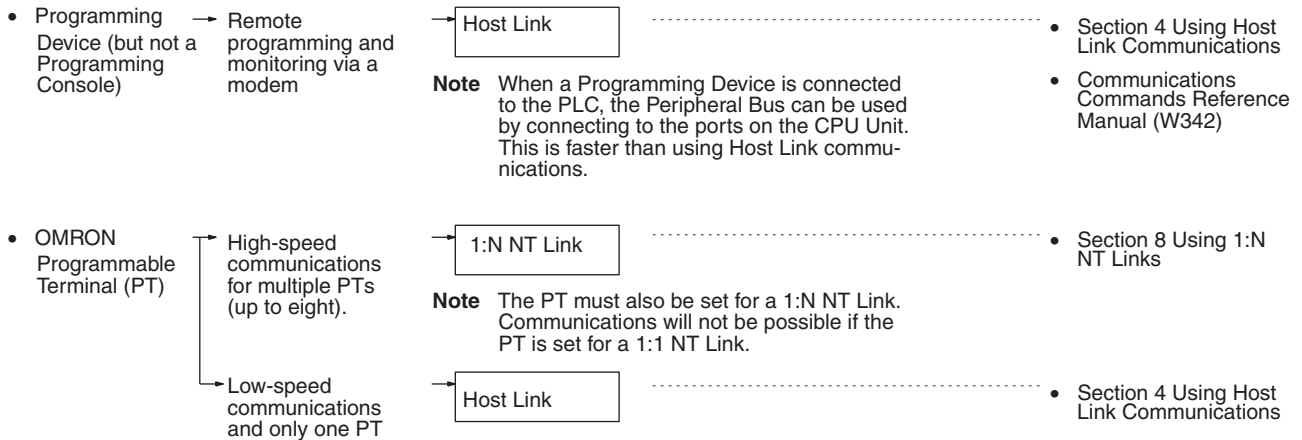 • Programming
Device (but not a
Programming
Console)
Remote
programming and
monitoring via a
modem
Host Link
Note When a Programming Device is connected
to the PLC, the Peripheral Bus can be used
by connecting to the ports on the CPU Unit.
This is faster than using Host Link commu-
nications.
• Section 4 Using Host
Link Communications
• Communications
Commands Reference
Manual (W342)
• OMRON
Programmable
Terminal (PT)
High-speed
communications
for multiple PTs
(up to eight).
1:N NT Link
Note The PT must also be set for a 1:N NT Link.
Communications will not be possible if the
PT is set for a 1:1 NT Link.
• Section 8 Using 1:N
NT Links
Low-speed
communications
and only one PT
Host Link
• Section 4 Using Host
Link Communications